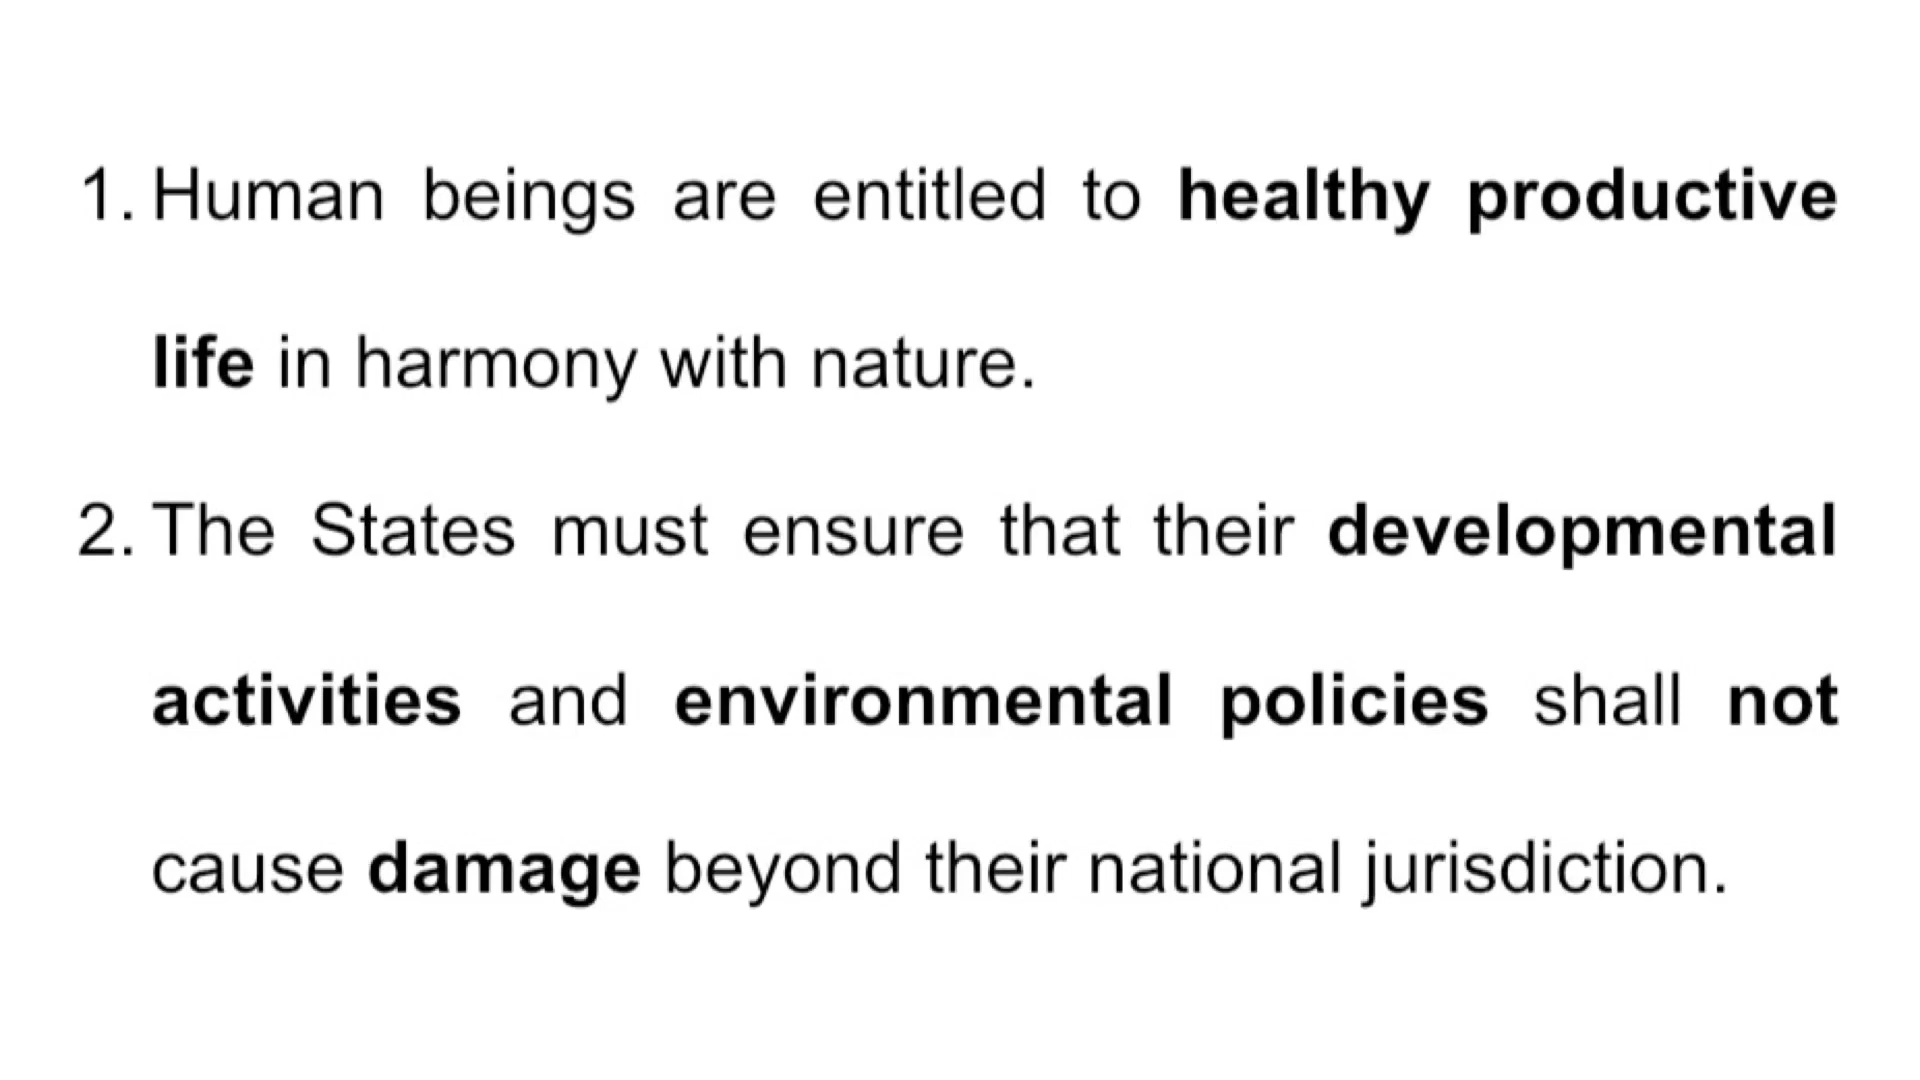 1. Human beings are entitled to healthy productive
life in harmony with nature.
2. The States must ensure that their developmental
activities and environmental policies shall not
cause damage beyond their national jurisdiction.